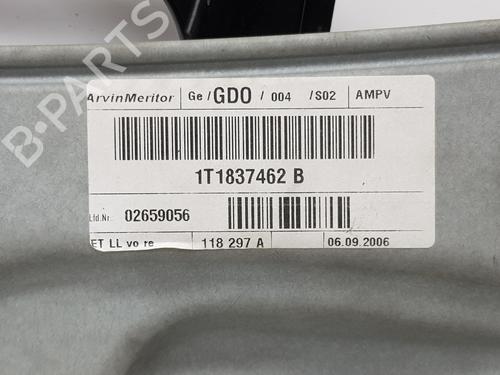 ArvinMeritor Ge / GDO / 004 / S02 AMPV
1T1837462 B
Lfd.Nr. 02659056
ET LL vo re 118 297 A 06.09.2006
B-PARTS